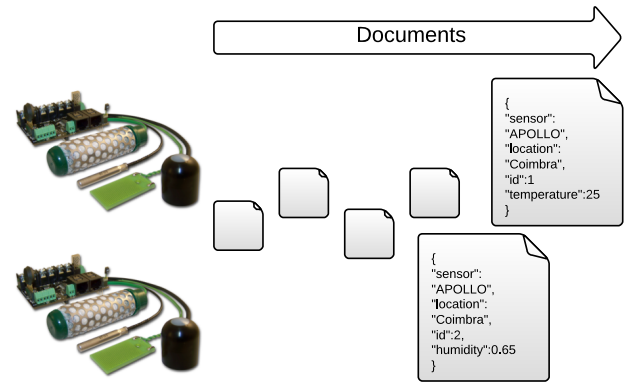 Documents
{
"sensor":
"APOLLO",
"location":
"Coimbra",
"id":1
"temperature":25
}
{
"sensor":
"APOLLO",
"location":
"Coimbra",
"id":2,
"humidity":0.65
}